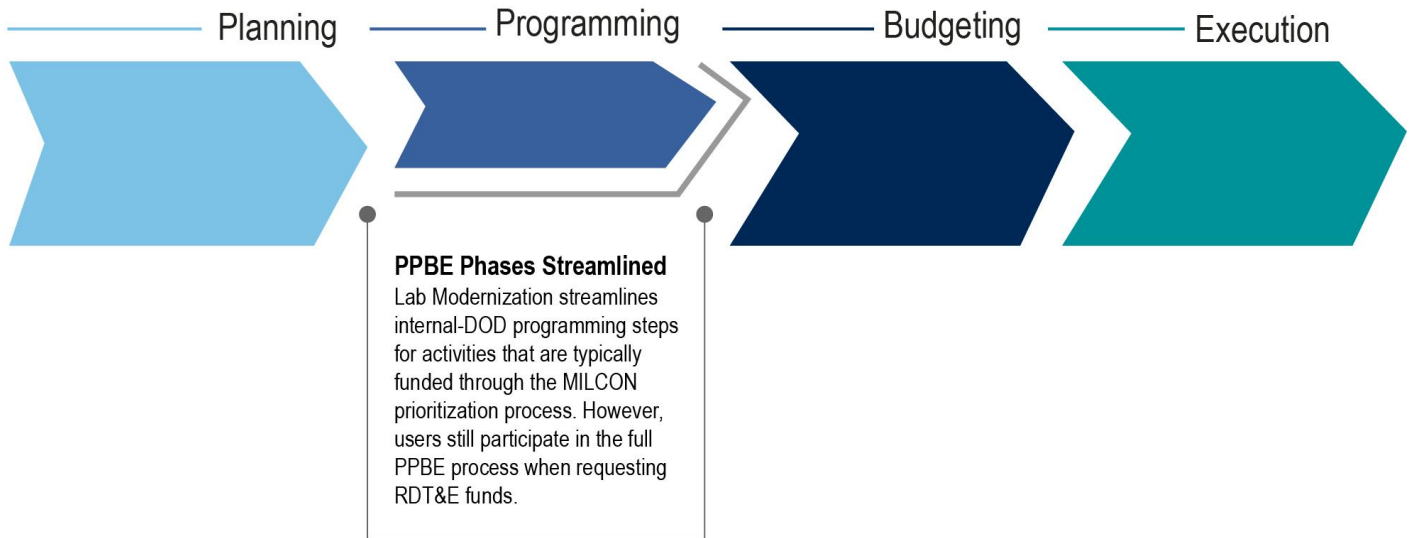 Planning
Programming
Budgeting
Execution
PPBE Phases Streamlined
Lab Modernization streamlines
internal-DOD programming steps
for activities that are typically
funded through the MILCON
prioritization process. However,
users still participate in the full
PPBE process when requesting
RDT&E funds.